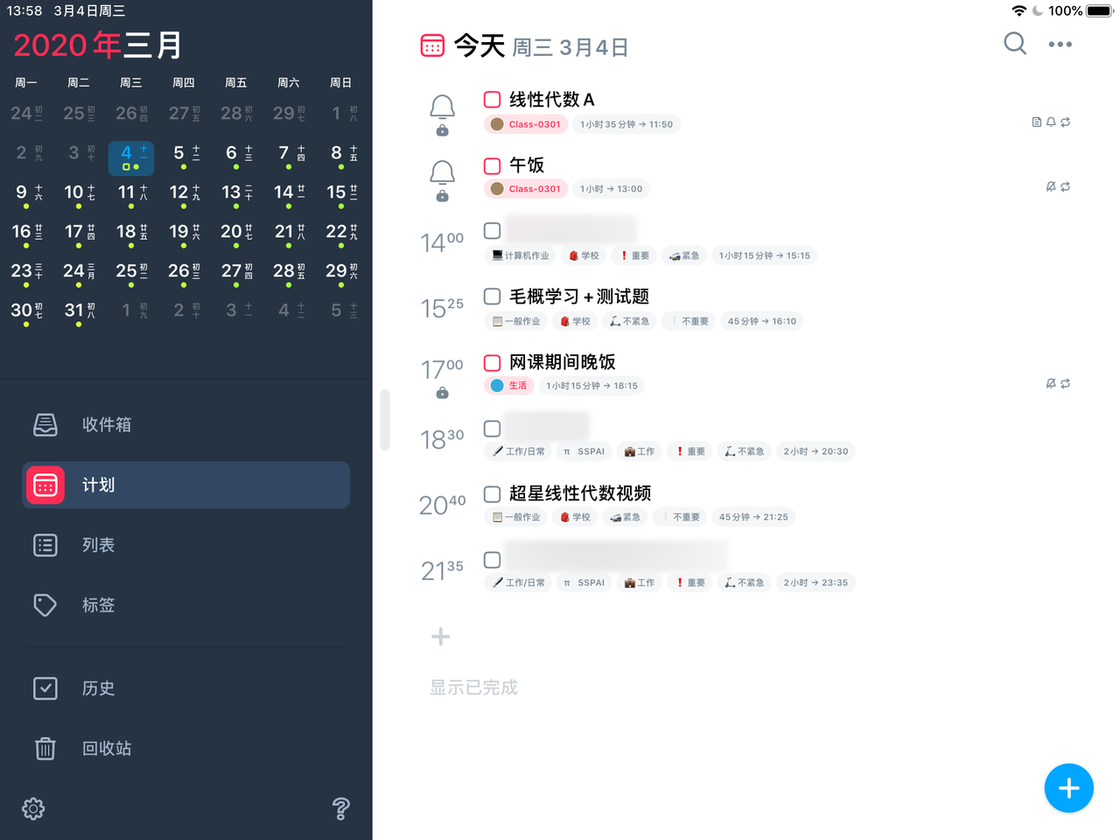 13:58 3月4日周三
100%
2020年三月
周一 周二 周三 周四 周五 周六 周日
24 初二 25 初三 26 初四 27 初五 28 初六 29 初七 1 初八
2 初九 3 初十 4 十一 5 十二 6 十三 7 十四 8 十五
9 十六 10 十七 11 十八 12 十九 13 二十 14 廿一 15 廿二
16 廿三 17 廿四 18 廿五 19 廿六 20 廿七 21 廿八 22 廿九
23 三十 24 三月 25 初二 26 初三 27 初四 28 初五 29 初六
30 初七 31 初八 1 初九 2 初十 3 十一 4 十二 5 十三
收件箱
计划
列表
标签
历史
回收站
今天 周三 3月4日
线性代数A
Class-0301 1小时35分钟 → 11:50
午饭
Class-0301 1小时 → 13:00
14:00
计算机作业 学校 ❗重要 紧急 1小时15分钟 → 15:15
15:25 毛概学习+测试题
一般作业 学校 不紧急 不重要 45分钟 → 16:10
17:00 网课期间晚饭
生活 1小时15分钟 → 18:15
18:30
工作/日常 π SSPAI 工作 ❗重要 不紧急 2小时 → 20:30
20:40 超星线性代数视频
一般作业 学校 紧急 不重要 45分钟 → 21:25
21:35
工作/日常 π SSPAI 工作 ❗重要 不紧急 2小时 → 23:35
显示已完成